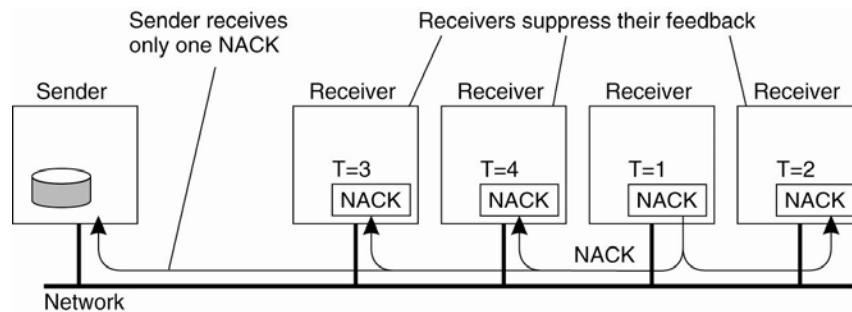 Sender receives
only one NACK
Receivers suppress their feedback
Sender
Receiver
Receiver
Receiver
Receiver
T=3
T=4
T=1
T=2
NACK
NACK
NACK
NACK
NACK
Network